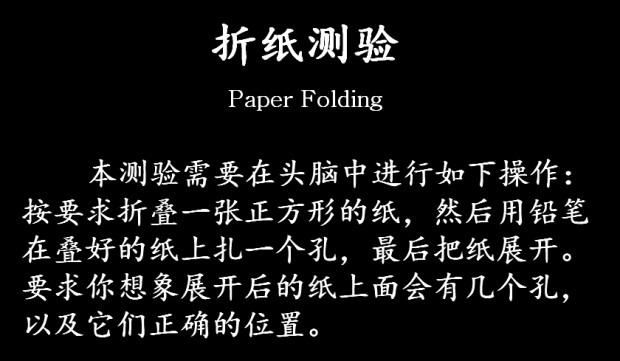 折纸测验
Paper Folding
本测验需要在头脑中进行如下操作：
按要求折叠一张正方形的纸，然后用铅笔
在叠好的纸上扎一个孔，最后把纸展开。
要求你想象展开后的纸上面会有几个孔，
以及它们正确的位置。